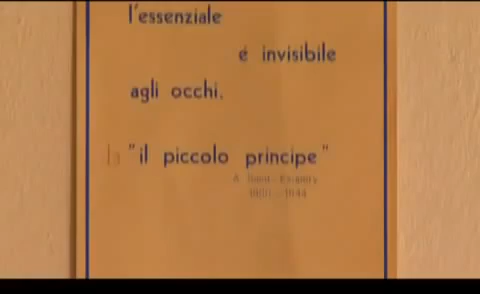 l'essenziale
é invisibile
agli occhi.
"il piccolo principe"
A.